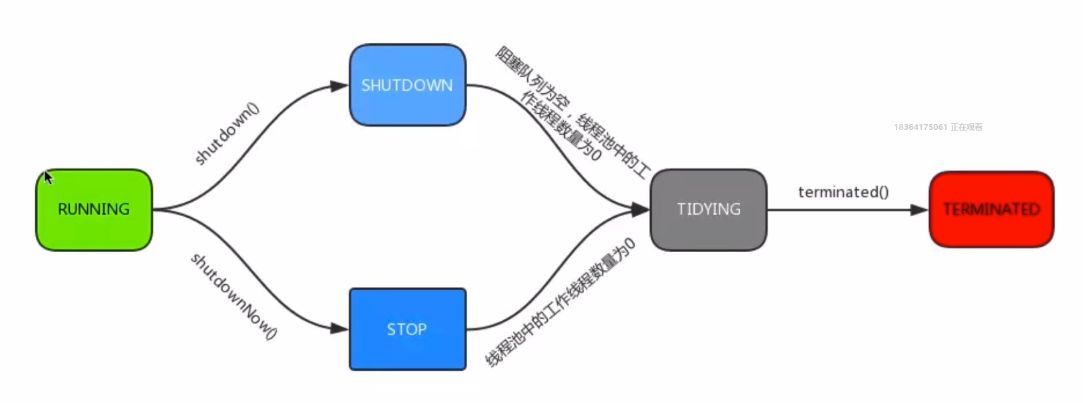 SHUTDOWN
阻塞队列为空，线程池中的工
作线程数量为0
shutdown()
18364175061 正在观看
RUNNING
TIDYING
terminated()
TERMINATED
shutdownNow()
线程池中的工作线程数量为0
STOP